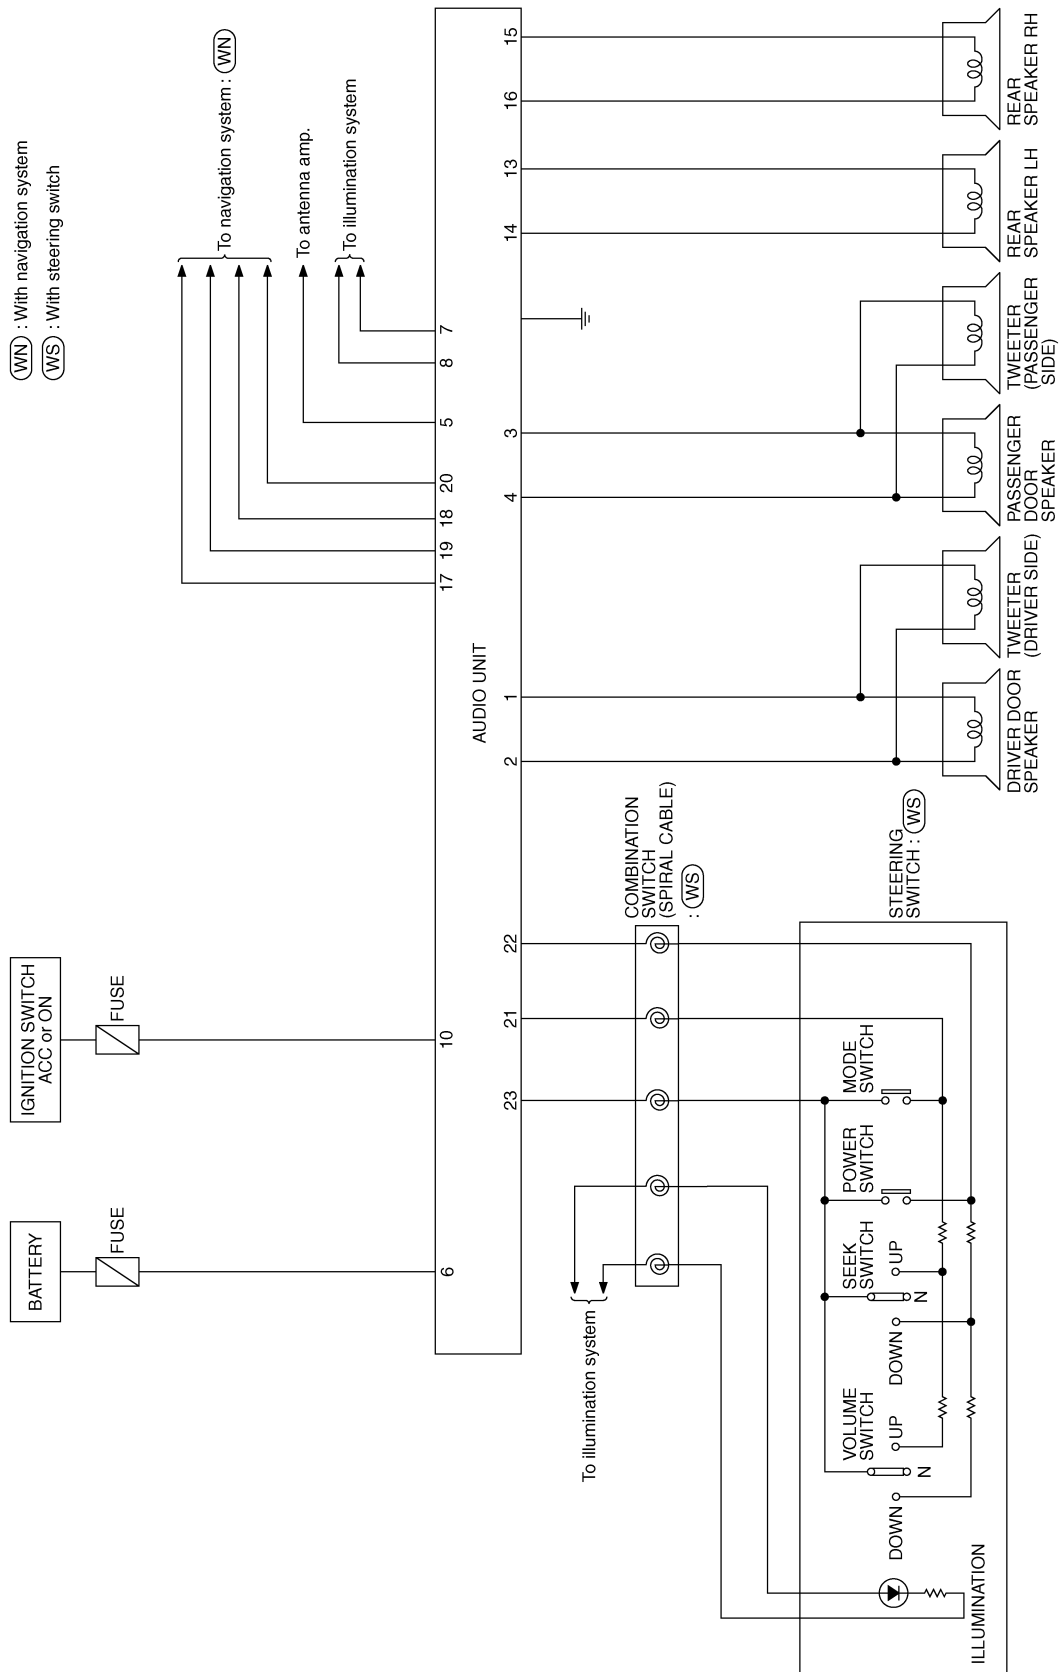 BATTERY
FUSE
IGNITION SWITCH
ACC or ON
FUSE
WN : With navigation system
WS : With steering switch
To navigation system : WN
To antenna amp.
To illumination system
6
10
17
19
18
20
5
8
7
AUDIO UNIT
23
21
22
2
1
4
3
14
13
16
15
To illumination system
COMBINATION
SWITCH
(SPIRAL CABLE)
: WS
STEERING
SWITCH : WS
VOLUME
SWITCH
DOWN
N
UP
SEEK
SWITCH
DOWN
N
UP
POWER
SWITCH
MODE
SWITCH
ILLUMINATION
DRIVER DOOR
SPEAKER
TWEETER
(DRIVER SIDE)
PASSENGER
DOOR
SPEAKER
TWEETER
(PASSENGER
SIDE)
REAR
SPEAKER LH
REAR
SPEAKER RH